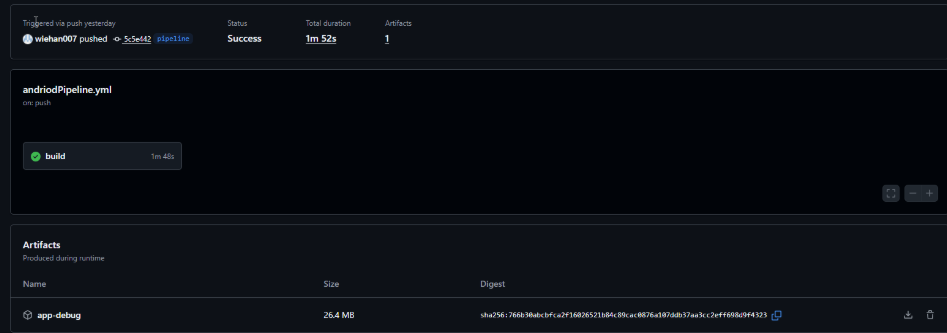 Triggered via push yesterday Status Total duration Artifacts
wiehan007 pushed 5c5e442 pipeline Success 1m 52s 1
andriodPipeline.yml
on: push
build 1m 48s
Artifacts
Produced during runtime
Name Size Digest
app-debug 26.4 MB sha256:766b30abcbfca2f16026521b84c89cac0876a107ddb37aa3cc2eff698d9f4323